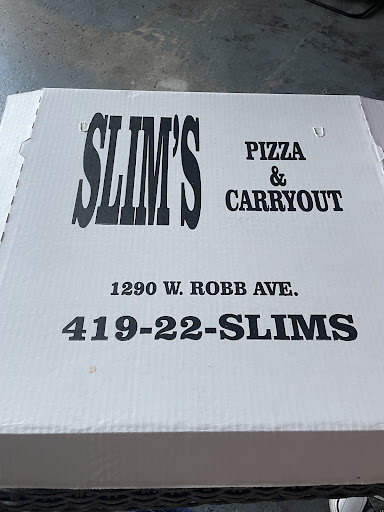 SLIM'S
PIZZA
&
CARRYOUT
1290 W. ROBB AVE.
419-22-SLIMS